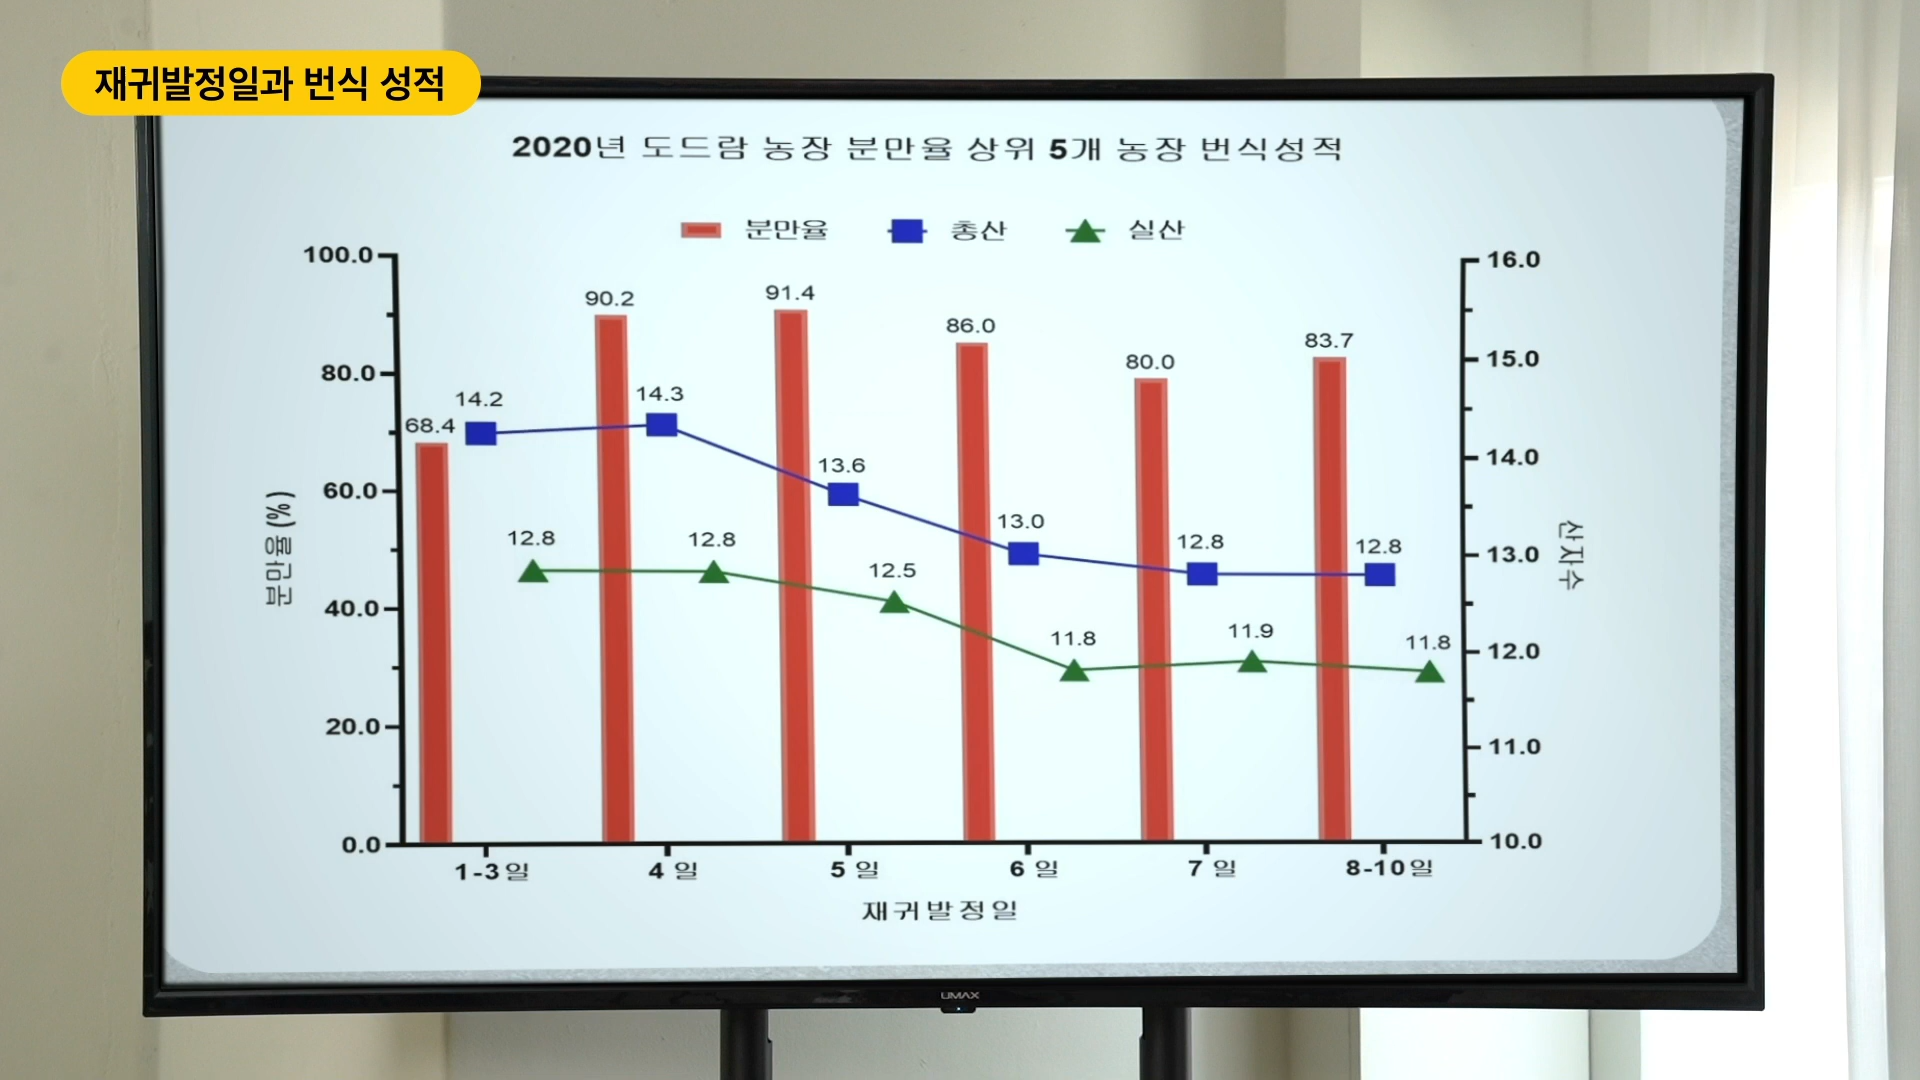 재귀발정일과 번식 성적
2020년 도드람 농장 분만율 상위 5개 농장 번식성적
분만율 총산 실산
100.0
80.0
60.0
40.0
20.0
0.0
분만율(%)
16.0
15.0
14.0
13.0
12.0
11.0
10.0
산자수
68.4 90.2 91.4 86.0 80.0 83.7
14.2 14.3 13.6 13.0 12.8 12.8
12.8 12.8 12.5 11.8 11.9 11.8
1-3일 4일 5일 6일 7일 8-10일
재귀발정일
UMAX